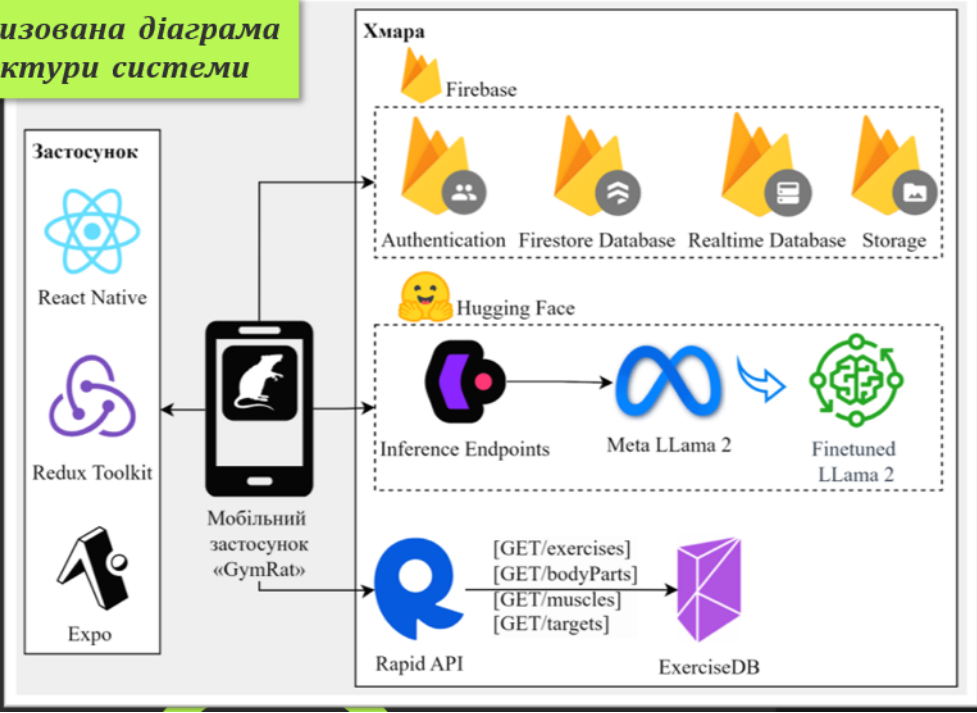 изована діаграма
ктури системи
Хмара
Firebase
Застосунок
Authentication Firestore Database Realtime Database Storage
React Native
Hugging Face
Inference Endpoints Meta LLama 2 Finetuned
LLama 2
Redux Toolkit
Мобільний
застосунок
«GymRat»
[GET/exercises]
[GET/bodyParts]
[GET/muscles]
[GET/targets]
Expo
Rapid API ExerciseDB